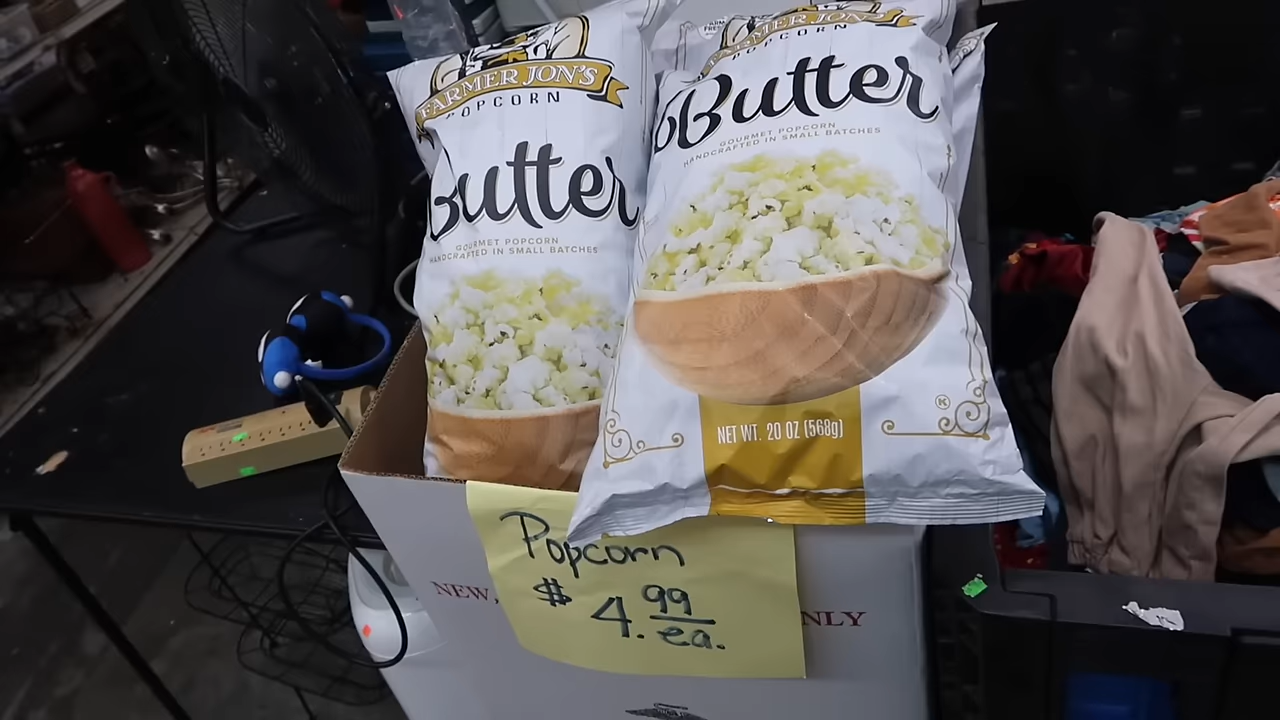 FARMER JON'S
POPCORN
Butter
GOURMET POPCORN
HANDCRAFTED IN SMALL BATCHES
FARMER JON'S
POPCORN
Butter
GOURMET POPCORN
HANDCRAFTED IN SMALL BATCHES
NET WT. 20 OZ (568g)
K
Popcorn
$ 4.99
ea.
NEW,
NLY